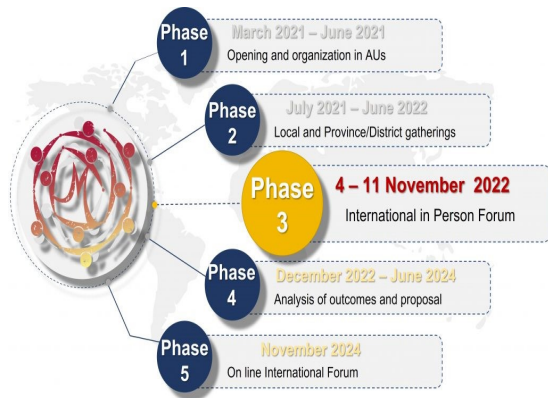 Phase
1
March 2021 – June 2021
Opening and organization in AUs
Phase
2
July 2021 – June 2022
Local and Province/District gatherings
Phase
3
4 – 11 November 2022
International in Person Forum
Phase
4
December 2022 – June 2024
Analysis of outcomes and proposal
Phase
5
November 2024
On line International Forum